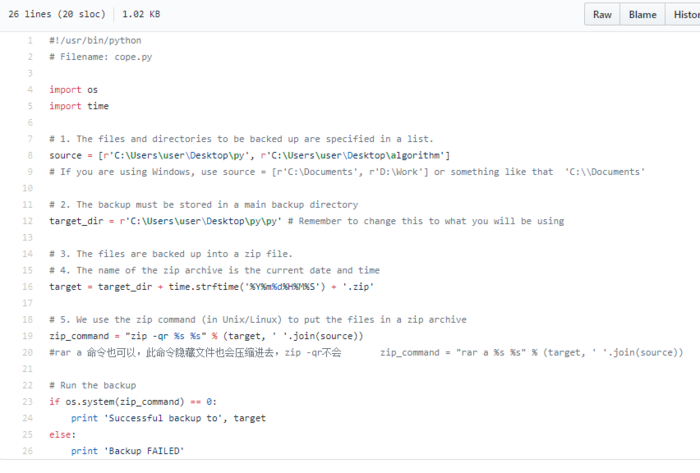 26 lines (20 sloc) 1.02 KB Raw Blame Histor
1 #!/usr/bin/python
2 # Filename: cope.py
3
4 import os
5 import time
6
7 # 1. The files and directories to be backed up are specified in a list.
8 source = [r'C:\Users\user\Desktop\py', r'C:\Users\user\Desktop\algorithm']
9 # If you are using Windows, use source = [r'C:\Documents', r'D:\Work'] or something like that 'C:\\Documents'
10
11 # 2. The backup must be stored in a main backup directory
12 target_dir = r'C:\Users\user\Desktop\py\py' # Remember to change this to what you will be using
13
14 # 3. The files are backed up into a zip file.
15 # 4. The name of the zip archive is the current date and time
16 target = target_dir + time.strftime('%Y%m%d%H%M%S') + '.zip'
17
18 # 5. We use the zip command (in Unix/Linux) to put the files in a zip archive
19 zip_command = "zip -qr %s %s" % (target, ' '.join(source))
20 #rar a 命令也可以，此命令隐藏文件也会压缩进去，zip -qr不会 zip_command = "rar a %s %s" % (target, ' '.join(source))
21
22 # Run the backup
23 if os.system(zip_command) == 0:
24 print 'Successful backup to', target
25 else:
26 print 'Backup FAILED'